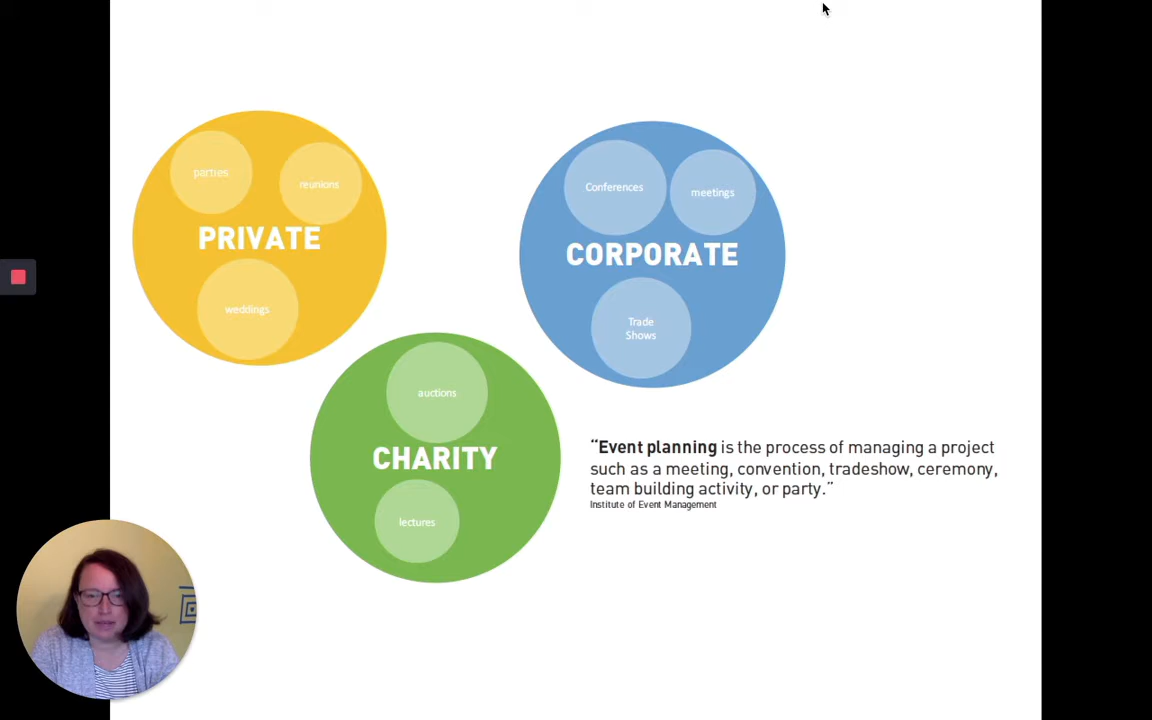 parties
reunions
PRIVATE
weddings
Conferences
meetings
CORPORATE
Trade
Shows
auctions
CHARITY
lectures
“Event planning is the process of managing a project
such as a meeting, convention, tradeshow, ceremony,
team building activity, or party.”
Institute of Event Management